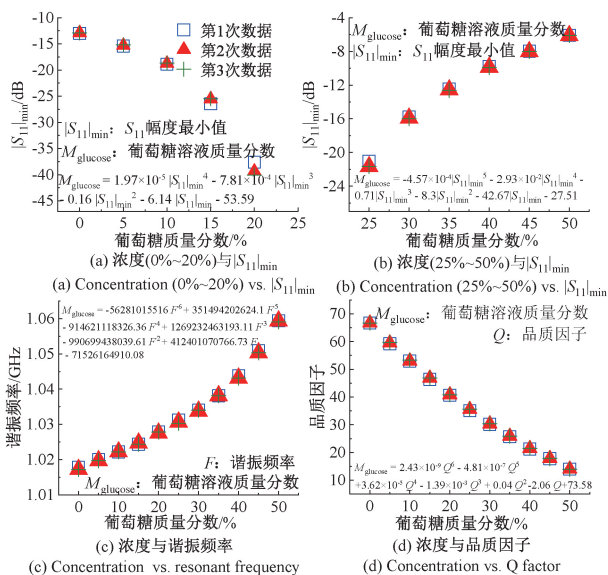 -10
-15
-20
-25
-30
-35
-40
-45
|S11|min/dB
第1次数据
第2次数据
第3次数据
|S11|min：S11幅度最小值
Mglucose：葡萄糖溶液质量分数
Mglucose = 1.97×10-5 |S11|min4 - 7.81×10-4 |S11|min3
- 0.16 |S11|min2 - 6.14 |S11|min - 53.59
0 5 10 15 20 25
葡萄糖质量分数/%
(a) 浓度(0%~20%)与|S11|min
(a) Concentration (0%~20%) vs. |S11|min
-4
-8
-12
-16
-20
-24
|S11|min/dB
Mglucose：葡萄糖溶液质量分数
|S11|min：S11幅度最小值
Mglucose = -4.57×10-4|S11|min5 - 2.93×10-2|S11|min4 -
0.71|S11|min3 - 8.3|S11|min2 - 42.67|S11|min - 27.51
25 30 35 40 45 50
葡萄糖质量分数/%
(b) 浓度(25%~50%)与|S11|min
(b) Concentration (25%~50%) vs. |S11|min
1.06
1.05
1.04
1.03
1.02
1.01
谐振频率/GHz
Mglucose = -56281015516 F6 + 351494202624.1 F5
- 914621118326.36 F4 + 1269232463193.11 F3
- 990699438039.61 F2 + 412401070766.73 F
- 71526164910.08
F：谐振频率
Mglucose：葡萄糖溶液质量分数
0 10 20 30 40 50
葡萄糖质量分数/%
(c) 浓度与谐振频率
(c) Concentration vs. resonant frequency
70
60
50
40
30
20
10
品质因子
Mglucose：葡萄糖溶液质量分数
Q：品质因子
Mglucose = 2.43×10-9 Q6 - 4.81×10-7 Q5
+3.62×10-5 Q4 - 1.39×10-3 Q3 + 0.04 Q2-2.06 Q+73.58
0 10 20 30 40 50
葡萄糖质量分数/%
(d) 浓度与品质因子
(d) Concentration vs. Q factor